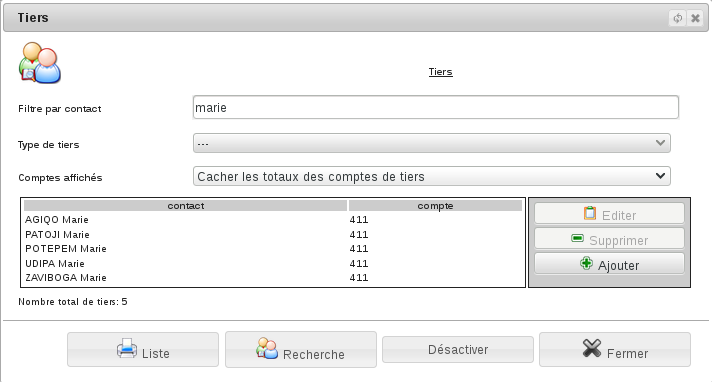 Tiers
Tiers
Filtre par contact
marie
Type de tiers
---
Comptes affichés
Cacher les totaux des comptes de tiers
contact compte
AGIQO Marie 411
PATOJI Marie 411
POTEPEM Marie 411
UDIPA Marie 411
ZAVIBOGA Marie 411
Editer
Supprimer
Ajouter
Nombre total de tiers: 5
Liste
Recherche
Désactiver
Fermer